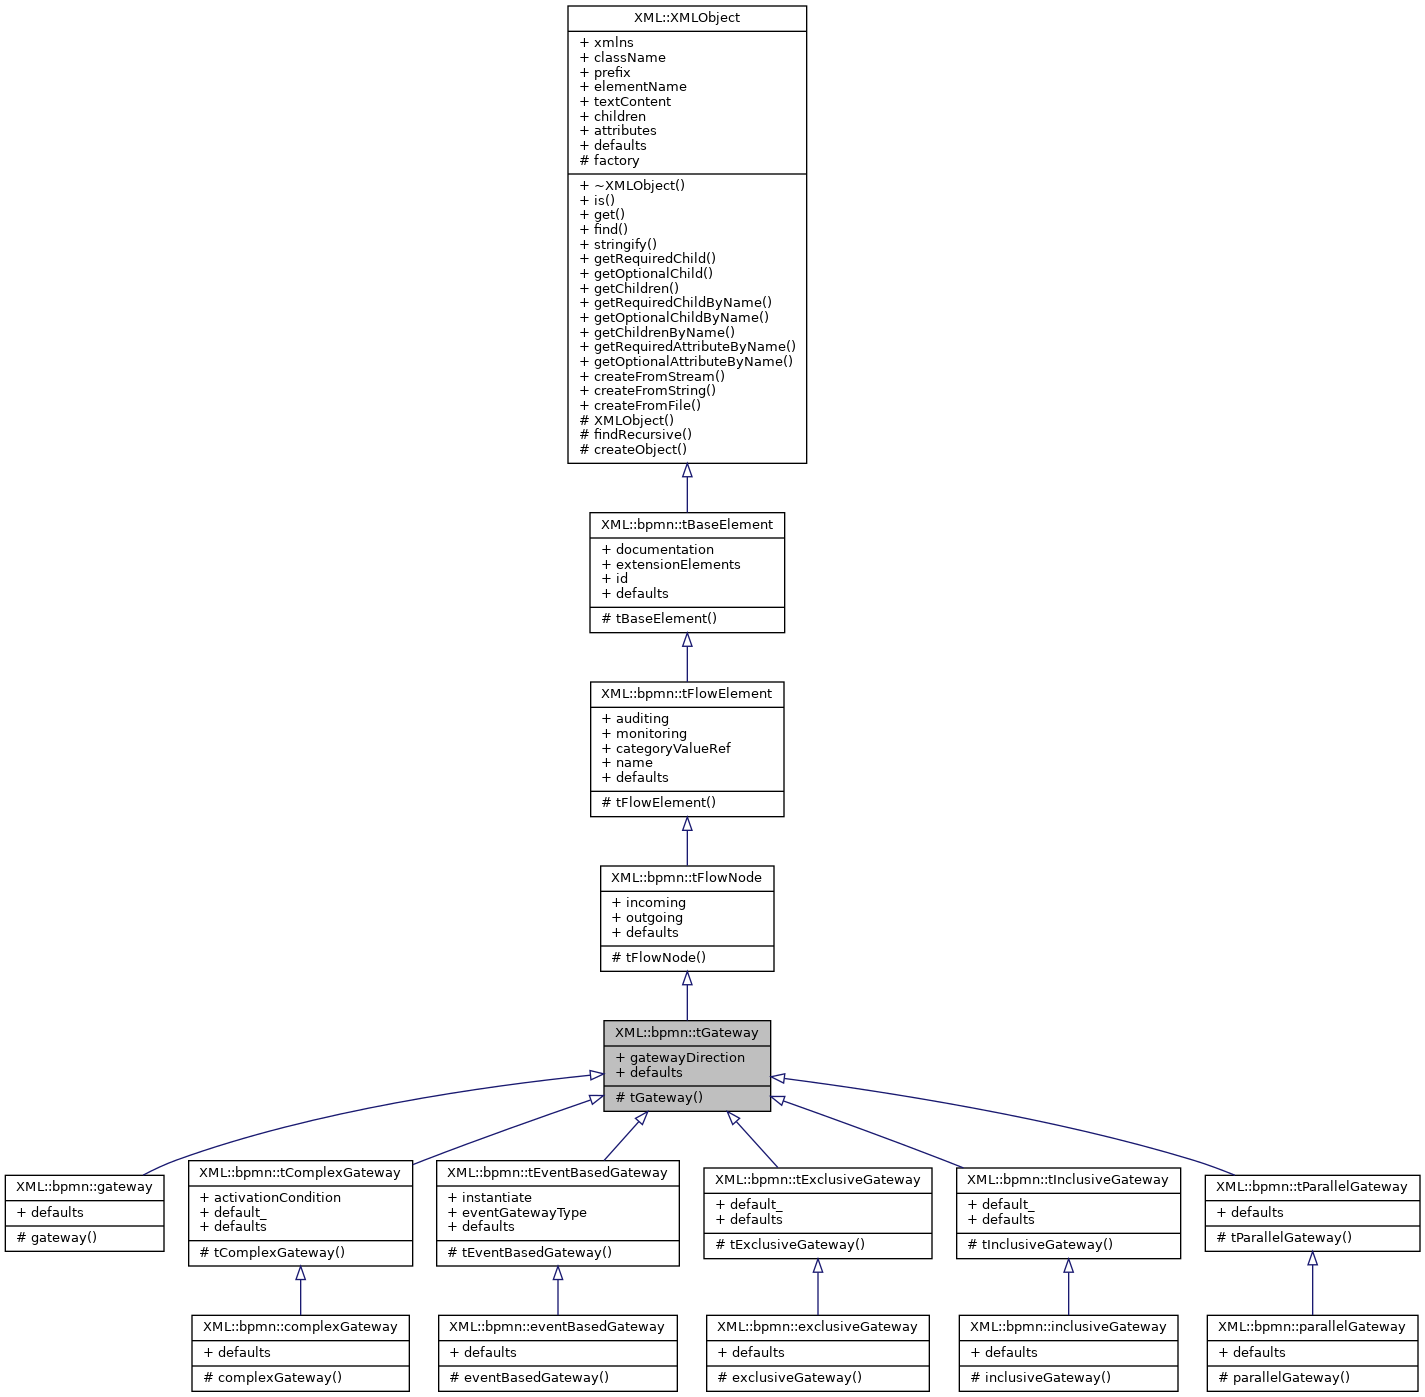 XML::XMLObject
+ xmlns
+ className
+ prefix
+ elementName
+ textContent
+ children
+ attributes
+ defaults
# factory
+ ~XMLObject()
+ is()
+ get()
+ find()
+ stringify()
+ getRequiredChild()
+ getOptionalChild()
+ getChildren()
+ getRequiredChildByName()
+ getOptionalChildByName()
+ getChildrenByName()
+ getRequiredAttributeByName()
+ getOptionalAttributeByName()
+ createFromStream()
+ createFromString()
+ createFromFile()
# XMLObject()
# findRecursive()
# createObject()
XML::bpmn::tBaseElement
+ documentation
+ extensionElements
+ id
+ defaults
# tBaseElement()
XML::bpmn::tFlowElement
+ auditing
+ monitoring
+ categoryValueRef
+ name
+ defaults
# tFlowElement()
XML::bpmn::tFlowNode
+ incoming
+ outgoing
+ defaults
# tFlowNode()
XML::bpmn::tGateway
+ gatewayDirection
+ defaults
# tGateway()
XML::bpmn::gateway
+ defaults
# gateway()
XML::bpmn::tComplexGateway
+ activationCondition
+ default_
+ defaults
# tComplexGateway()
XML::bpmn::tEventBasedGateway
+ instantiate
+ eventGatewayType
+ defaults
# tEventBasedGateway()
XML::bpmn::tExclusiveGateway
+ default_
+ defaults
# tExclusiveGateway()
XML::bpmn::tInclusiveGateway
+ default_
+ defaults
# tInclusiveGateway()
XML::bpmn::tParallelGateway
+ defaults
# tParallelGateway()
XML::bpmn::complexGateway
+ defaults
# complexGateway()
XML::bpmn::eventBasedGateway
+ defaults
# eventBasedGateway()
XML::bpmn::exclusiveGateway
+ defaults
# exclusiveGateway()
XML::bpmn::inclusiveGateway
+ defaults
# inclusiveGateway()
XML::bpmn::parallelGateway
+ defaults
# parallelGateway()